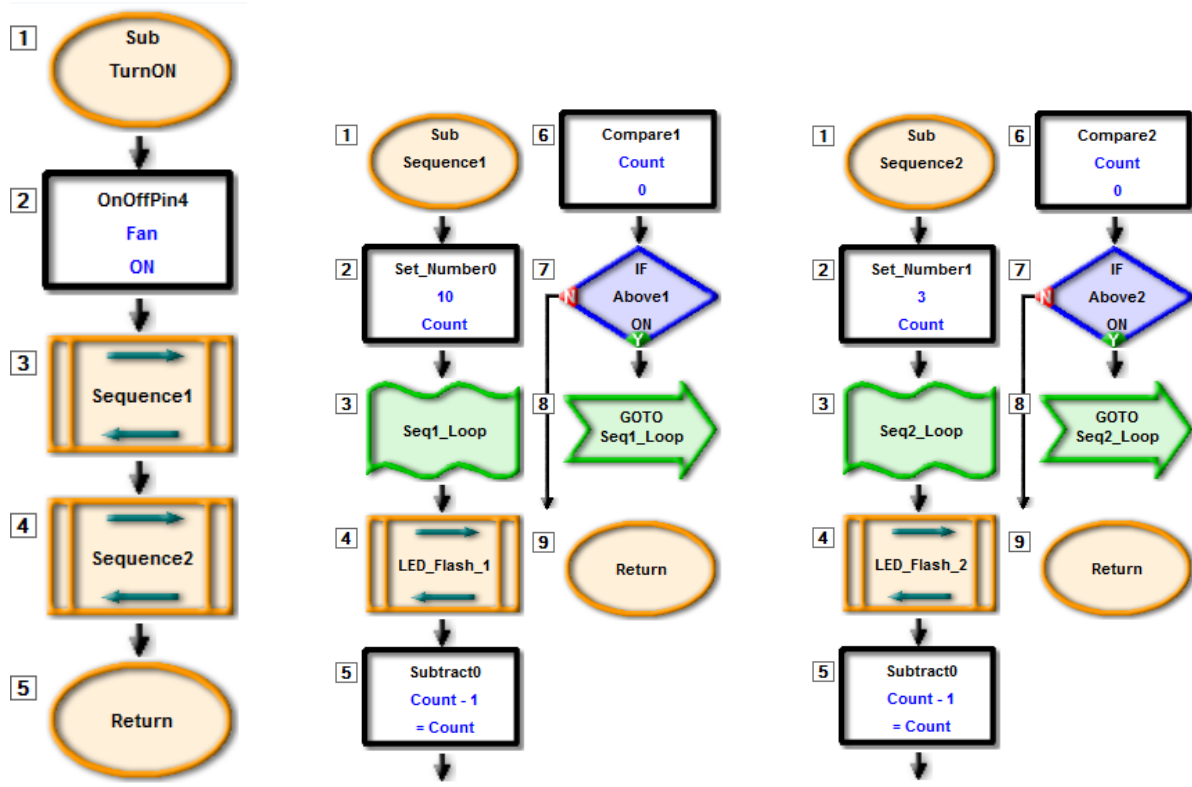 1
Sub
TurnON
2
OnOffPin4
Fan
ON
3
Sequence1
4
Sequence2
5
Return
1
Sub
Sequence1
2
Set_Number0
10
Count
3
Seq1_Loop
4
LED_Flash_1
5
Subtract0
Count - 1
= Count
6
Compare1
Count
0
7
IF
Above1
ON
N
Y
8
GOTO
Seq1_Loop
9
Return
1
Sub
Sequence2
2
Set_Number1
3
Count
3
Seq2_Loop
4
LED_Flash_2
5
Subtract0
Count - 1
= Count
6
Compare2
Count
0
7
IF
Above2
ON
N
Y
8
GOTO
Seq2_Loop
9
Return